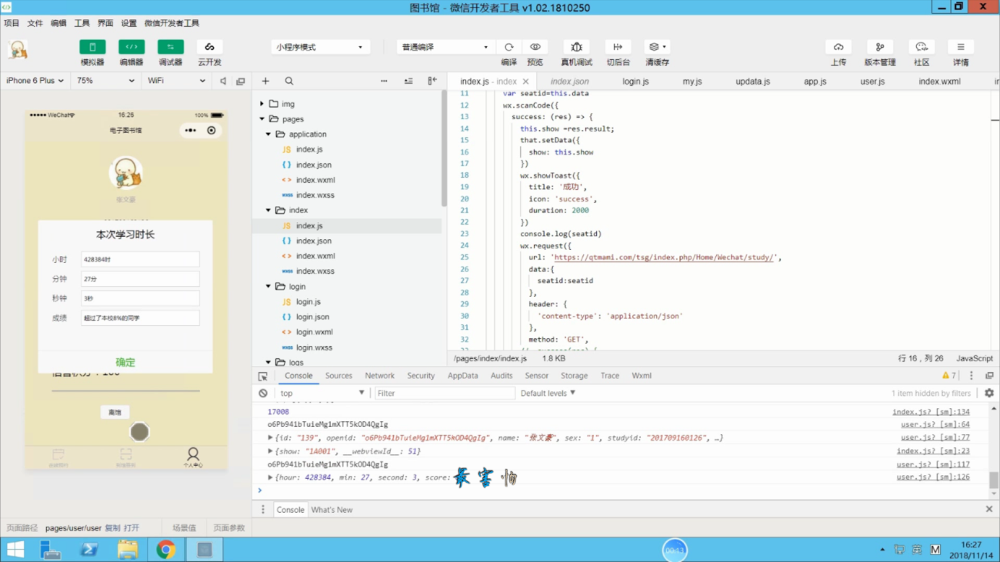 图书馆 - 微信开发者工具 v1.02.1810250
项目 文件 编辑 工具 界面 设置 微信开发者工具
模拟器 编辑器 调试器 云开发
小程序模式 普通编译
编译 预览 真机调试 切后台 清缓存
上传 版本管理 社区 详情
iPhone 6 Plus 75% WiFi
WeChat 16:26 100%
电子图书馆
张文豪
本次学习时长
小时 428384时
分钟 27分
秒钟 3秒
成绩 超过了本校8%的同学
确定
离馆
个人中心
页面路径 pages/user/user 复制 打开 场景值 页面参数
img
pages
application
JS index.js
{ } index.json
< > index.wxml
wxss index.wxss
index
JS index.js
{ } index.json
< > index.wxml
wxss index.wxss
login
JS login.js
{ } login.json
< > login.wxml
wxss login.wxss
logs
index.js - index index.json login.js my.js updata.js app.js user.js index.wxml
11 var seatid=this.data
12 wx.scanCode({
13 success: (res) => {
14 this.show =res.result;
15 that.setData({
16 show: this.show
17 })
18 wx.showToast({
19 title: '成功',
20 icon: 'success',
21 duration: 2000
22 })
23 console.log(seatid)
24 wx.request({
25 url: 'https://qtmami.com/tsg/index.php/Home/Wechat/study/',
26 data:{
27 seatid:seatid
28 },
29 header: {
30 'content-type': 'application/json'
31 },
32 method: 'GET',
/pages/index/index.js 1.8 KB 行 16，列 26 JavaScript
Console Sources Network Security AppData Audits Sensor Storage Trace Wxml 7
top Filter Default levels 1 item hidden by filters
17008 index.js? [sm]:134
o6Pb941bTuieMg1mXTT5kOD4QgIg user.js? [sm]:64
{id: "139", openid: "o6Pb941bTuieMg1mXTT5kOD4QgIg", name: "张文豪", sex: "1", studyid: "201709160126", …} user.js? [sm]:77
{show: "1A001", __webviewId__: 51} index.js? [sm]:23
o6Pb941bTuieMg1mXTT5kOD4QgIg user.js? [sm]:117
{hour: 428384, min: 27, second: 3, score: user.js? [sm]:126
最害怕
Console What's New
00:13
英 M 16:27
2018/11/14